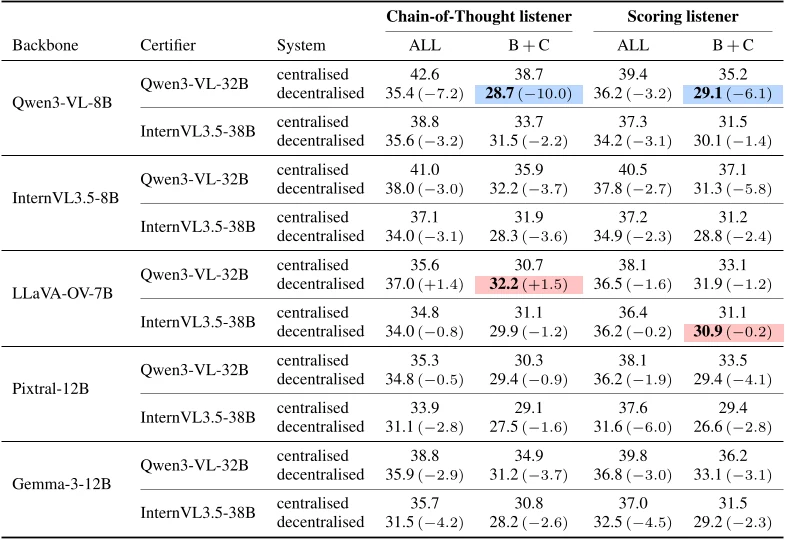 Chain-of-Thought listener Scoring listener
Backbone Certifier System ALL B + C ALL B + C
Qwen3-VL-8B Qwen3-VL-32B centralised 42.6 38.7 39.4 35.2
decentralised 35.4 (−7.2) 28.7 (−10.0) 36.2 (−3.2) 29.1 (−6.1)
InternVL3.5-38B centralised 38.8 33.7 37.3 31.5
decentralised 35.6 (−3.2) 31.5 (−2.2) 34.2 (−3.1) 30.1 (−1.4)
InternVL3.5-8B Qwen3-VL-32B centralised 41.0 35.9 40.5 37.1
decentralised 38.0 (−3.0) 32.2 (−3.7) 37.8 (−2.7) 31.3 (−5.8)
InternVL3.5-38B centralised 37.1 31.9 37.2 31.2
decentralised 34.0 (−3.1) 28.3 (−3.6) 34.9 (−2.3) 28.8 (−2.4)
LLaVA-OV-7B Qwen3-VL-32B centralised 35.6 30.7 38.1 33.1
decentralised 37.0 (+1.4) 32.2 (+1.5) 36.5 (−1.6) 31.9 (−1.2)
InternVL3.5-38B centralised 34.8 31.1 36.4 31.1
decentralised 34.0 (−0.8) 29.9 (−1.2) 36.2 (−0.2) 30.9 (−0.2)
Pixtral-12B Qwen3-VL-32B centralised 35.3 30.3 38.1 33.5
decentralised 34.8 (−0.5) 29.4 (−0.9) 36.2 (−1.9) 29.4 (−4.1)
InternVL3.5-38B centralised 33.9 29.1 37.6 29.4
decentralised 31.1 (−2.8) 27.5 (−1.6) 31.6 (−6.0) 26.6 (−2.8)
Gemma-3-12B Qwen3-VL-32B centralised 38.8 34.9 39.8 36.2
decentralised 35.9 (−2.9) 31.2 (−3.7) 36.8 (−3.0) 33.1 (−3.1)
InternVL3.5-38B centralised 35.7 30.8 37.0 31.5
decentralised 31.5 (−4.2) 28.2 (−2.6) 32.5 (−4.5) 29.2 (−2.3)